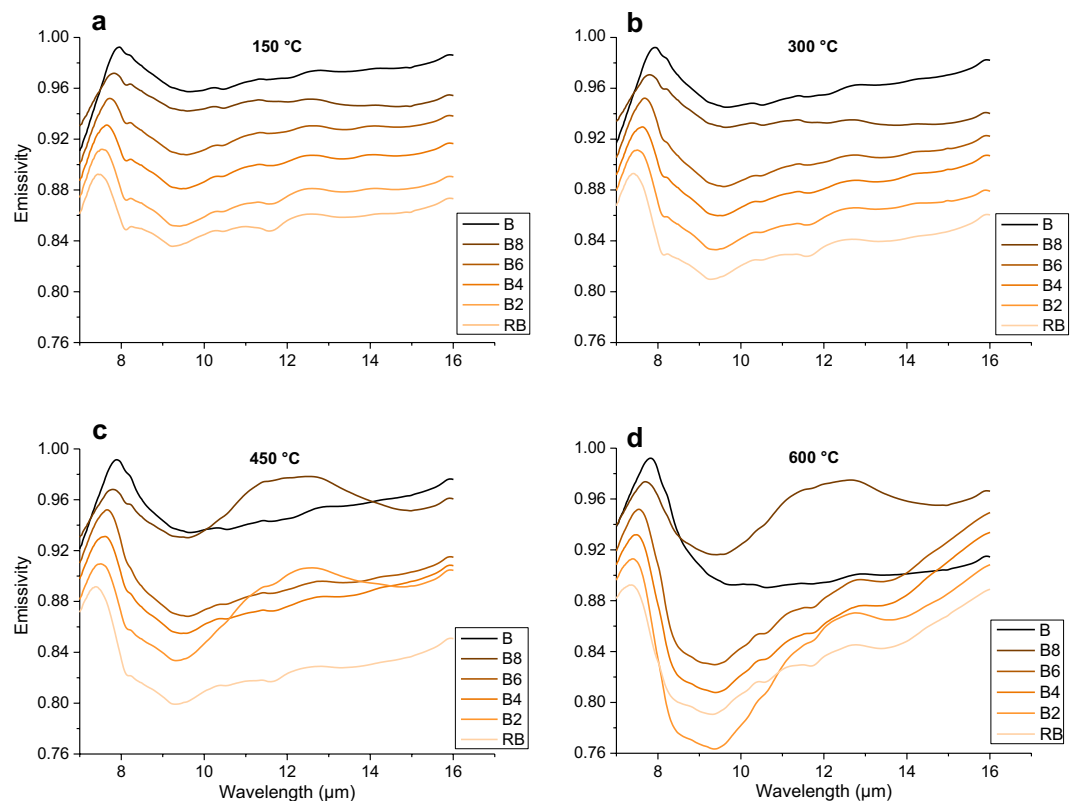 a
150 °C
1.00
0.96
0.92
0.88
0.84
0.80
0.76
Emissivity
8 10 12 14 16
B
B8
B6
B4
B2
RB
b
300 °C
1.00
0.96
0.92
0.88
0.84
0.80
0.76
8 10 12 14 16
B
B8
B6
B4
B2
RB
c
450 °C
1.00
0.96
0.92
0.88
0.84
0.80
0.76
Emissivity
8 10 12 14 16
Wavelength (µm)
B
B8
B6
B4
B2
RB
d
600 °C
1.00
0.96
0.92
0.88
0.84
0.80
0.76
8 10 12 14 16
Wavelength (µm)
B
B8
B6
B4
B2
RB